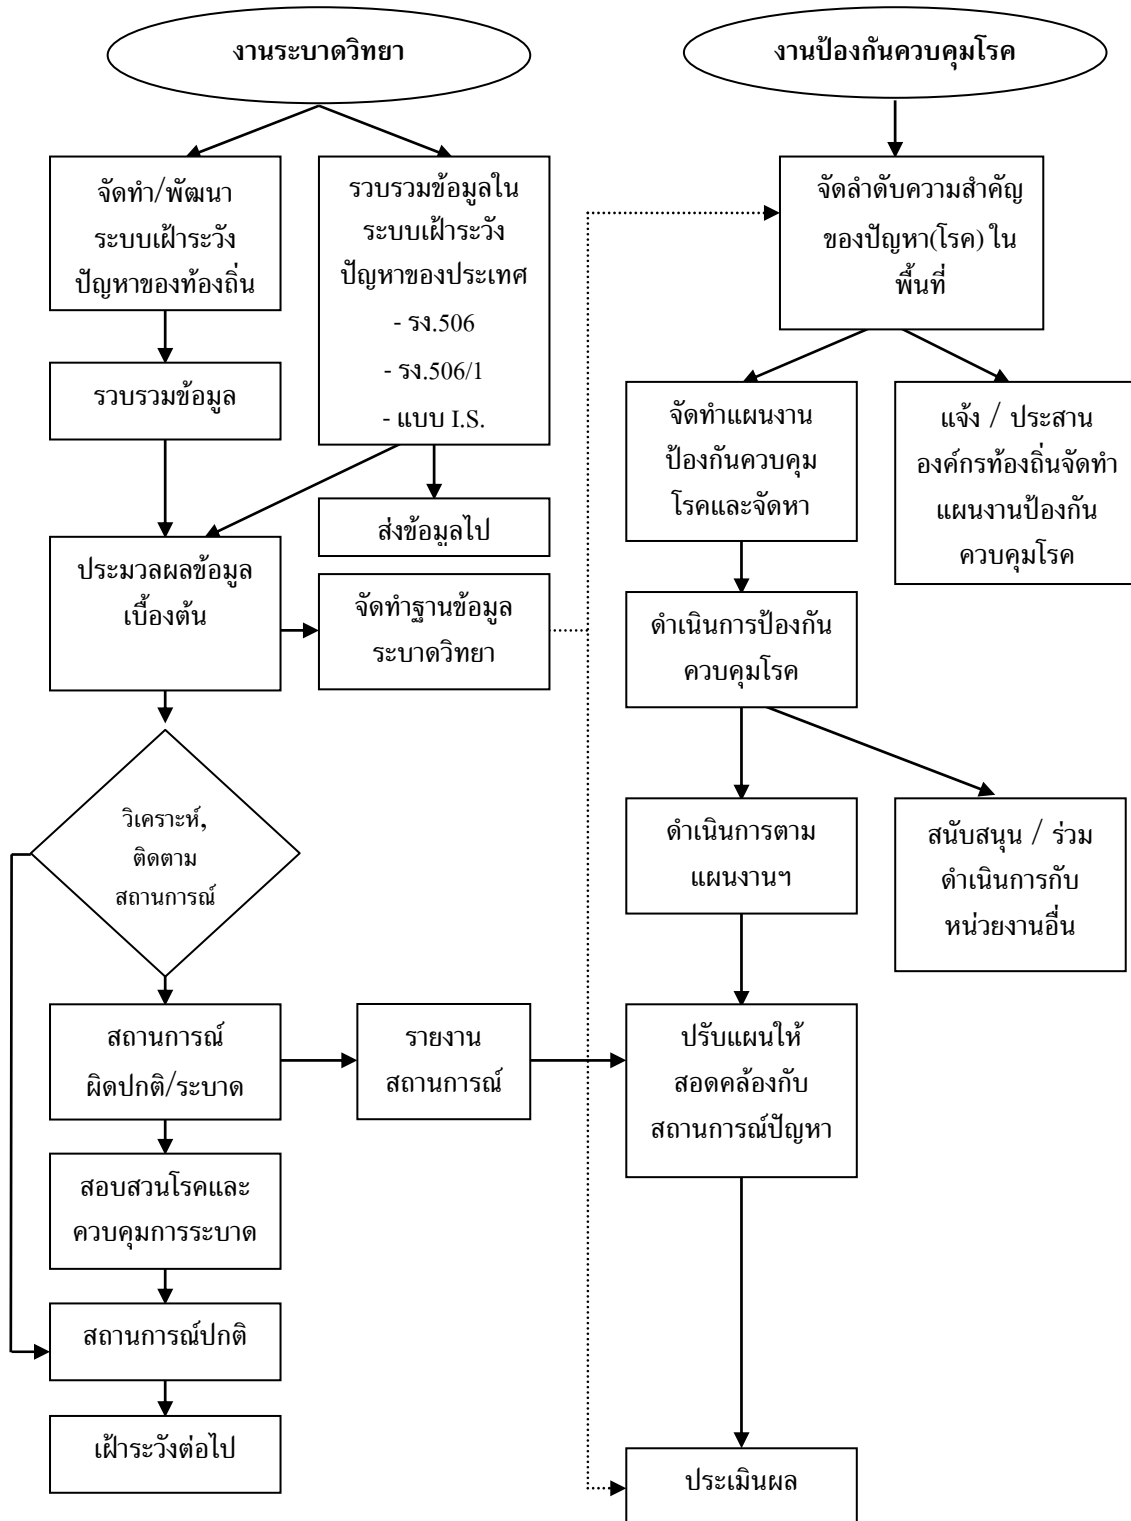 งานระบาดวิทยา
งานป้องกันควบคุมโรค
จัดทำ/พัฒนา
ระบบเฝ้าระวัง
ปัญหาของท้องถิ่น
รวบรวมข้อมูลใน
ระบบเฝ้าระวัง
ปัญหาของประเทศ
- รง.506
- รง.506/1
- แบบ I.S.
จัดลำดับความสำคัญ
ของปัญหา(โรค) ใน
พื้นที่
รวบรวมข้อมูล
จัดทำแผนงาน
ป้องกันควบคุม
โรคและจัดหา
แจ้ง / ประสาน
องค์กรท้องถิ่นจัดทำ
แผนงานป้องกัน
ควบคุมโรค
ส่งข้อมูลไป
ประมวลผลข้อมูล
เบื้องต้น
จัดทำฐานข้อมูล
ระบาดวิทยา
ดำเนินการป้องกัน
ควบคุมโรค
วิเคราะห์,
ติดตาม
สถานการณ์
ดำเนินการตาม
แผนงานฯ
สนับสนุน / ร่วม
ดำเนินการกับ
หน่วยงานอื่น
สถานการณ์
ผิดปกติ/ระบาด
รายงาน
สถานการณ์
ปรับแผนให้
สอดคล้องกับ
สถานการณ์ปัญหา
สอบสวนโรคและ
ควบคุมการระบาด
สถานการณ์ปกติ
เฝ้าระวังต่อไป
ประเมินผล